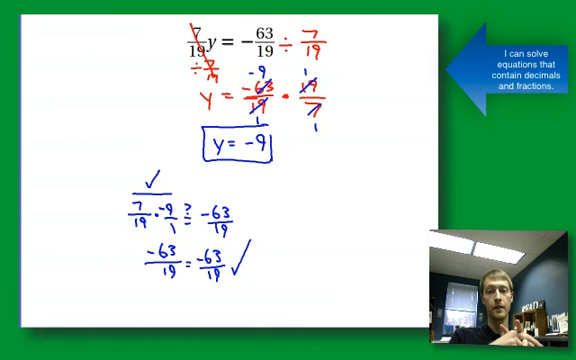 7/19 y = -63/19 ÷ 7/19
÷ 7/19
-9 1
y = -63/19 • 19/7
1 1
y = -9
✓
7/19 • -9/1 ≟ -63/19
-63/19 = -63/19 ✓
I can solve
equations that
contain decimals
and fractions.